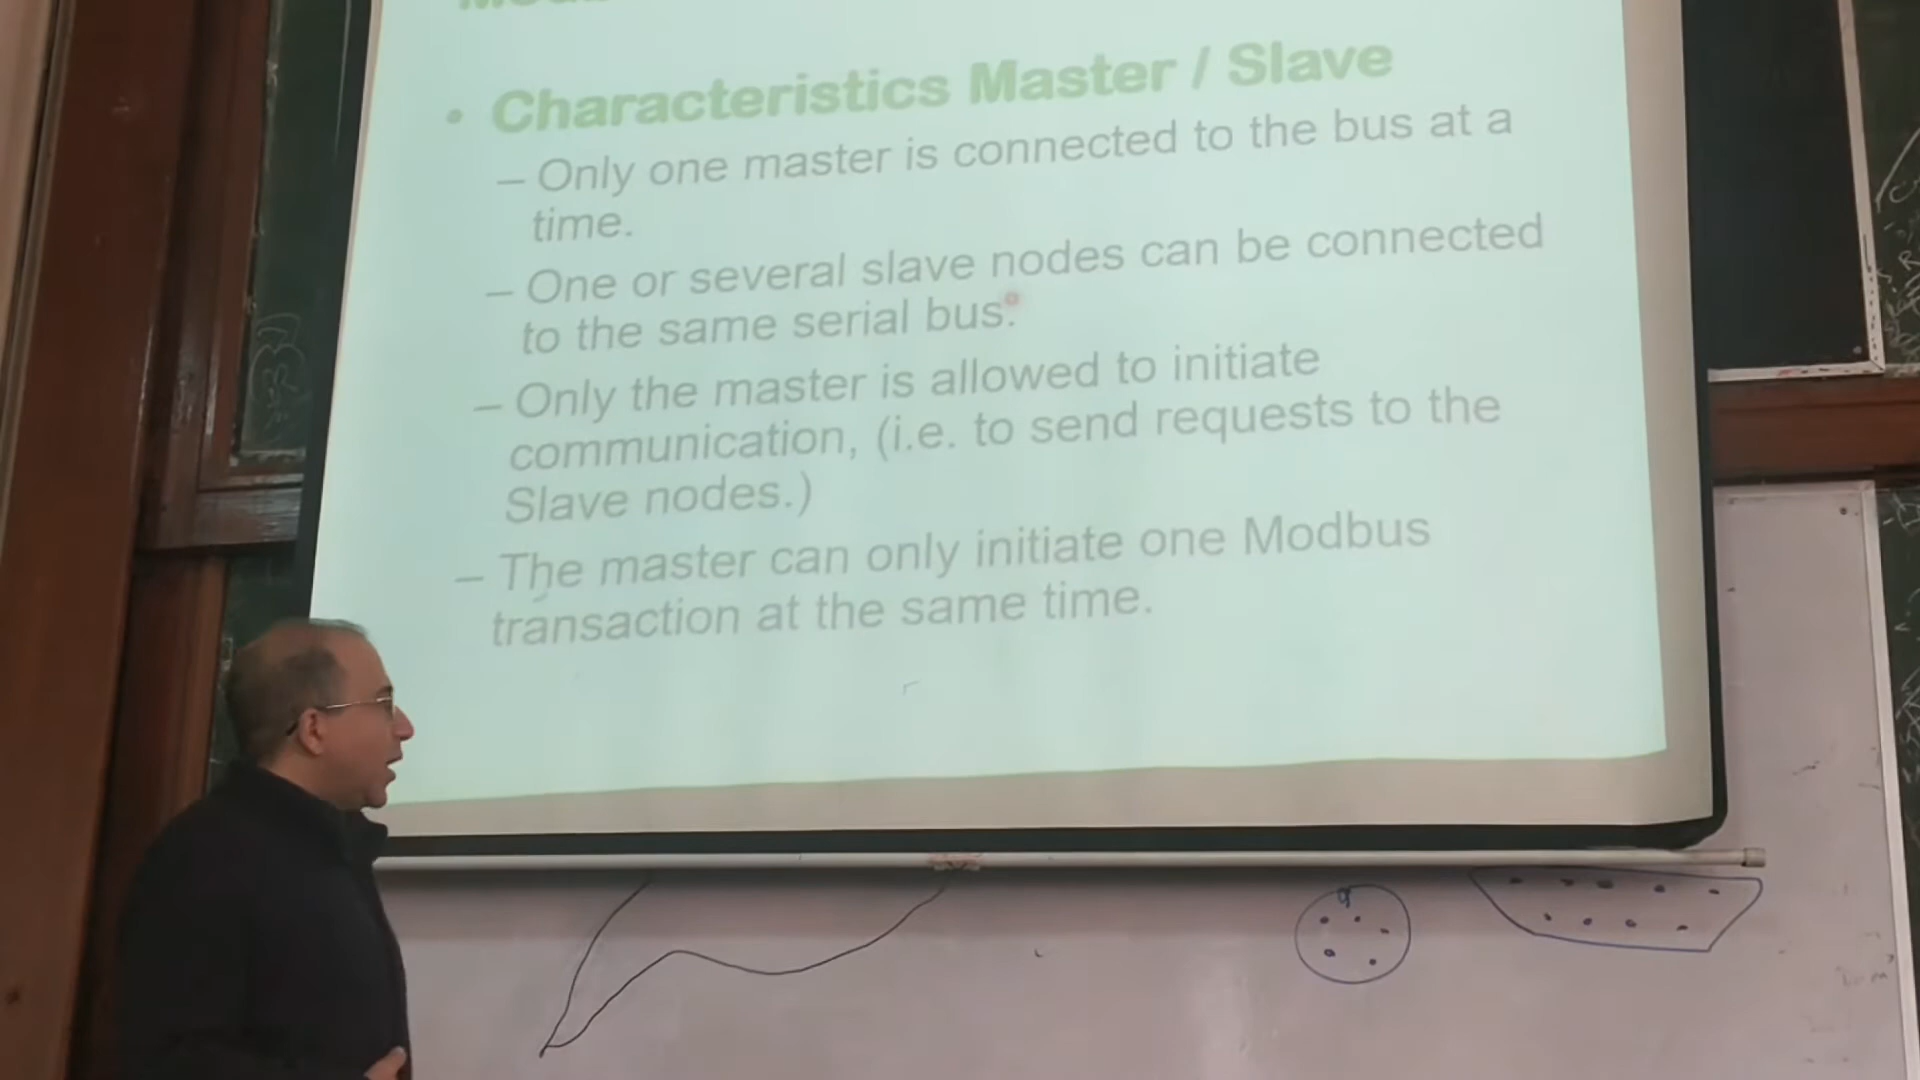 • Characteristics Master / Slave
– Only one master is connected to the bus at a
time.
– One or several slave nodes can be connected
to the same serial bus.
– Only the master is allowed to initiate
communication, (i.e. to send requests to the
Slave nodes.)
– The master can only initiate one Modbus
transaction at the same time.